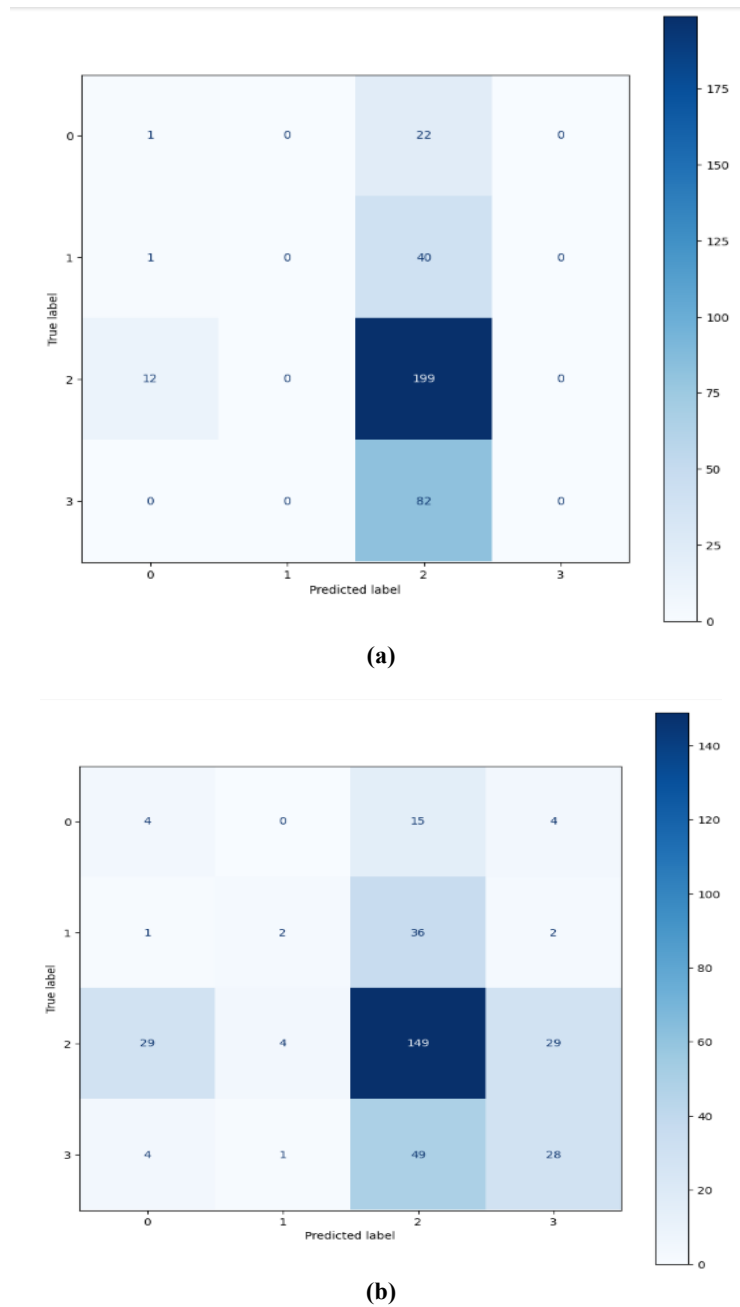 175
150
125
100
75
50
25
0
0 1 0 22 0
1 1 0 40 0
2 12 0 199 0
3 0 0 82 0
0 1 2 3
True label
Predicted label
(a)
140
120
100
80
60
40
20
0
0 4 0 15 4
1 1 2 36 2
2 29 4 149 29
3 4 1 49 28
0 1 2 3
True label
Predicted label
(b)